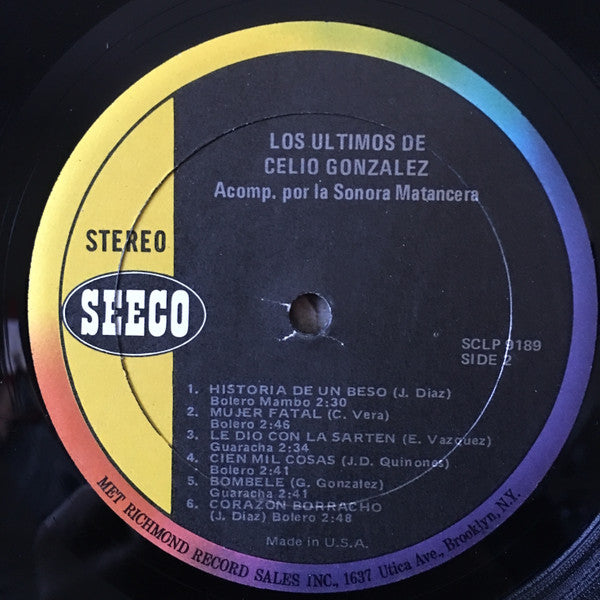 LOS ULTIMOS DE
CELIO GONZALEZ
Acomp. por la Sonora Matancera
STEREO
SEECO
SCLP 9189
SIDE 2
1. HISTORIA DE UN BESO (J. Diaz)
Bolero Mambo 2:30
2. MUJER FATAL (C. Vera)
Bolero 2:46
3. LE DIO CON LA SARTEN (E. Vazquez)
Guaracha 2:34
4. CIEN MIL COSAS (J.D. Quinones)
Bolero 2:41
5. BOMBELE (G. Gonzalez)
Guaracha 2:41
6. CORAZON BORRACHO
(J. Diaz) Bolero 2:48
Made in U.S.A.
MET RICHMOND RECORD SALES INC., 1637 Utica Ave., Brooklyn, N.Y.